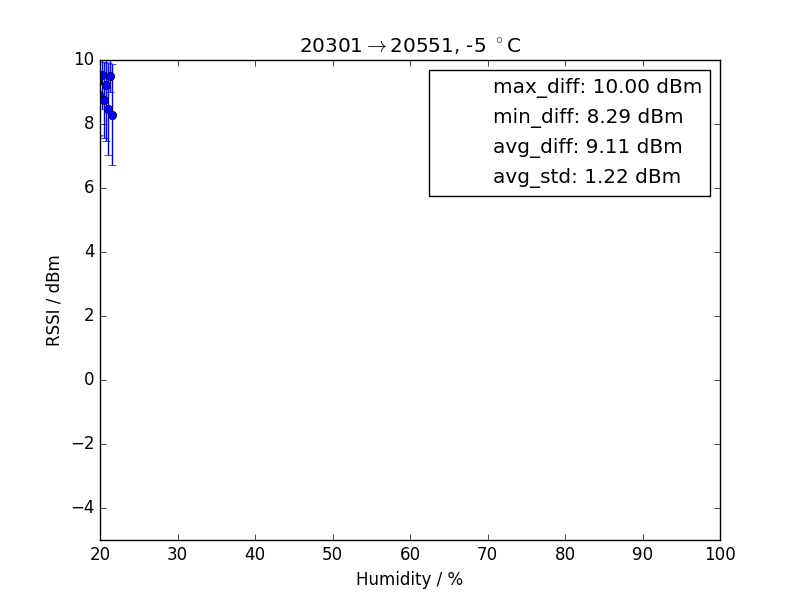 20301→20551, -5 °C
max_diff: 10.00 dBm
min_diff: 8.29 dBm
avg_diff: 9.11 dBm
avg_std: 1.22 dBm
10
8
6
4
2
0
−2
−4
RSSI / dBm
20 30 40 50 60 70 80 90 100
Humidity / %